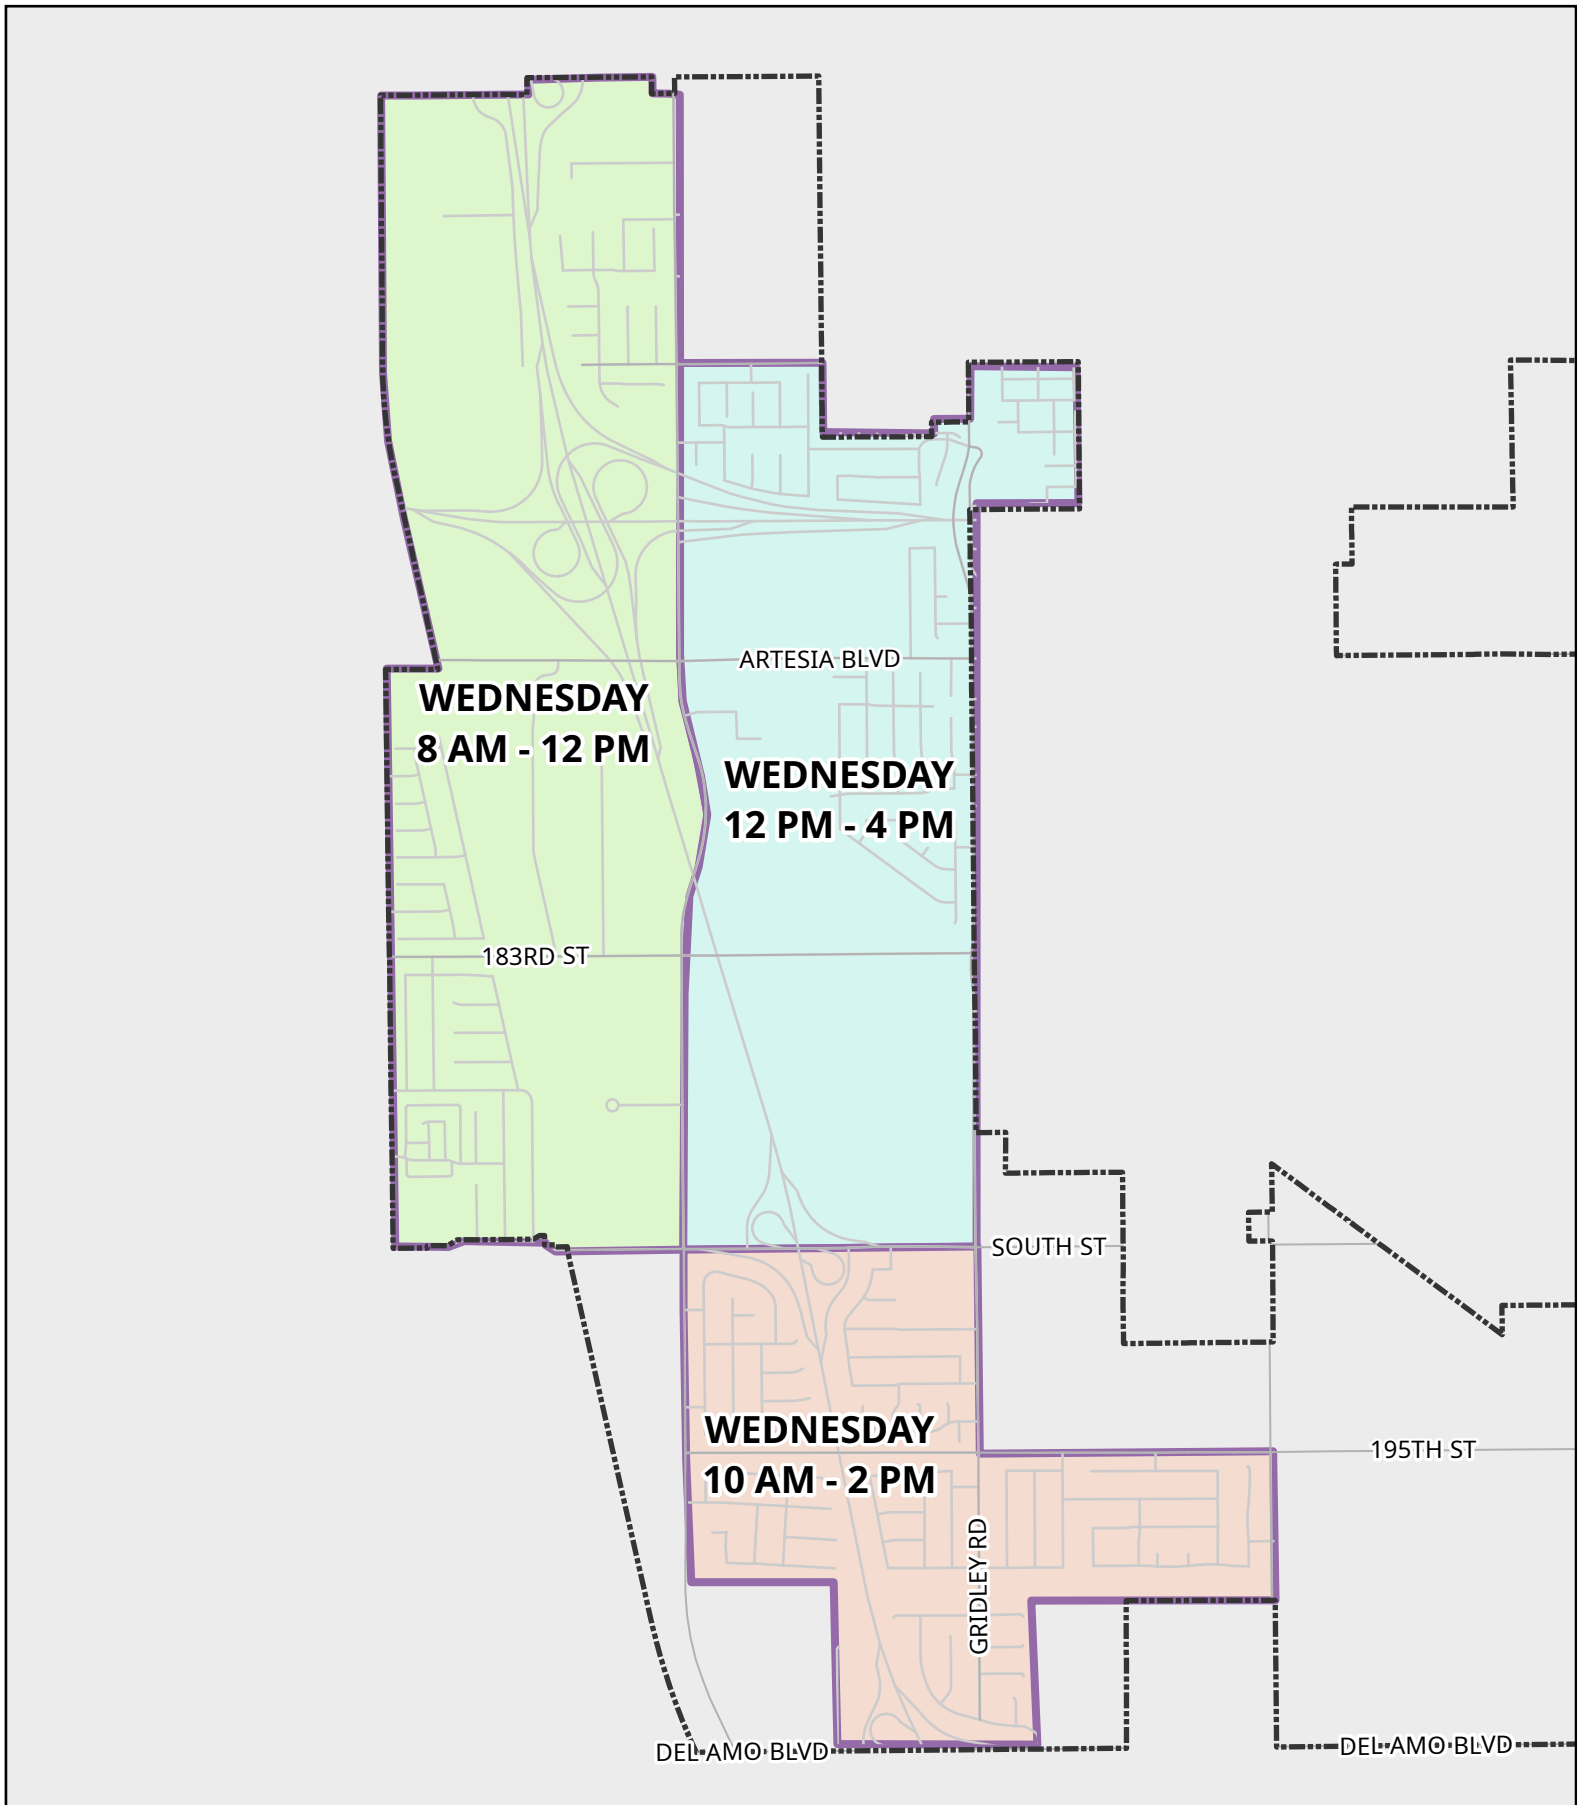 ARTESIA BLVD
WEDNESDAY
8 AM - 12 PM
WEDNESDAY
12 PM - 4 PM
183RD ST
SOUTH ST
WEDNESDAY
10 AM - 2 PM
195TH ST
GRIDLEY RD
DEL AMO BLVD
DEL AMO BLVD